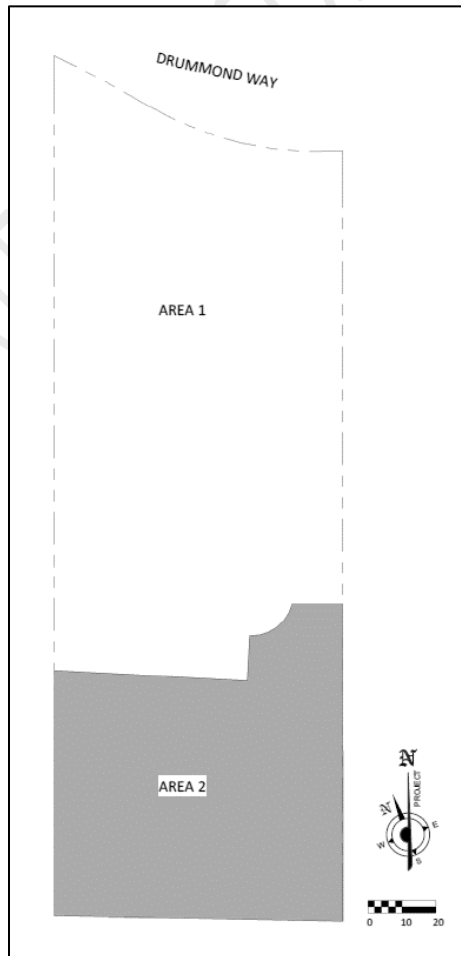 DRUMMOND WAY
AREA 1
AREA 2
N
PROJECT
N
E
W
S
0 10 20